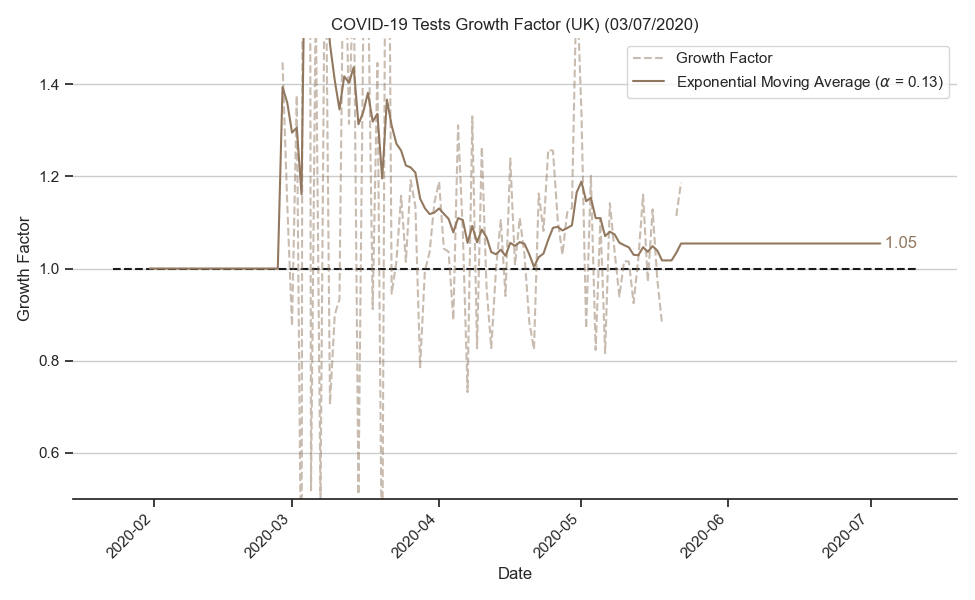 COVID-19 Tests Growth Factor (UK) (03/07/2020)
Growth Factor
Exponential Moving Average (α = 0.13)
1.4
1.2
1.0
0.8
0.6
Growth Factor
1.05
2020-02
2020-03
2020-04
2020-05
2020-06
2020-07
Date